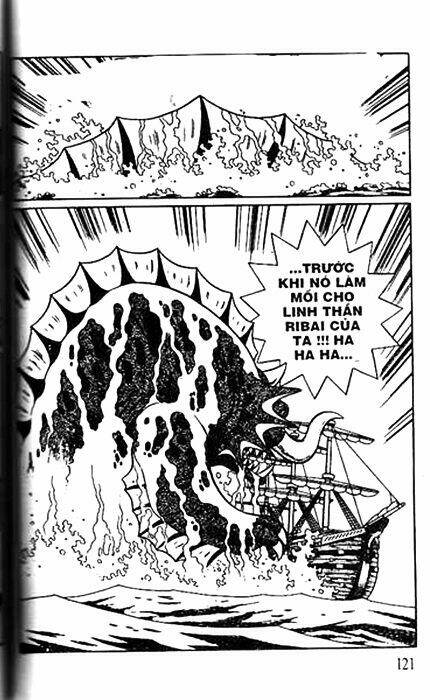 ...TRƯỚC
KHI NÓ LÀM
MỒI CHO
LINH THẦN
RIBAI CỦA
TA !!! HA
HA HA...
121